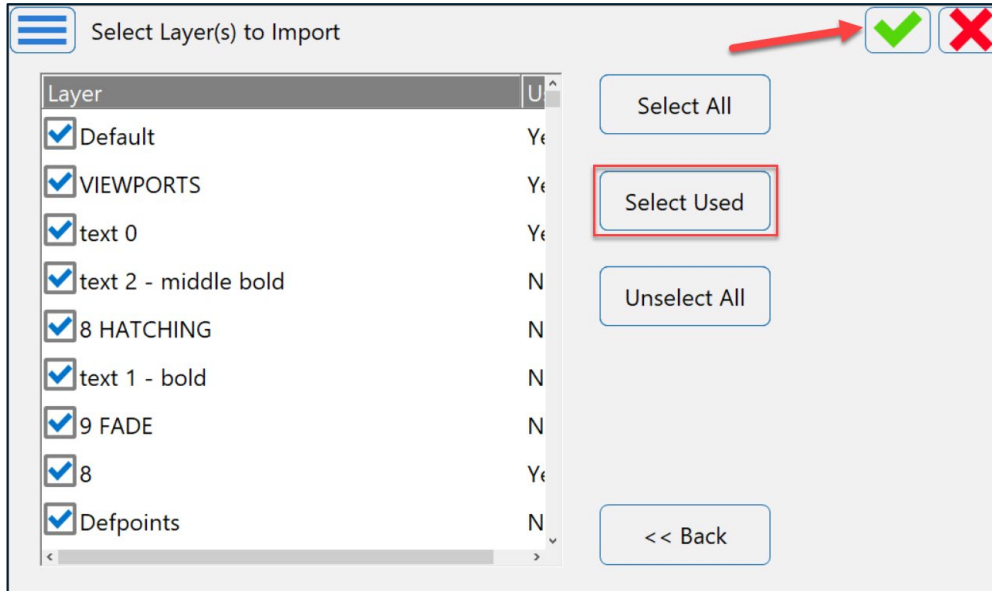 Select Layer(s) to Import
Layer
Default
VIEWPORTS
text 0
text 2 - middle bold
8 HATCHING
text 1 - bold
9 FADE
8
Defpoints
Select All
Select Used
Unselect All
<< Back